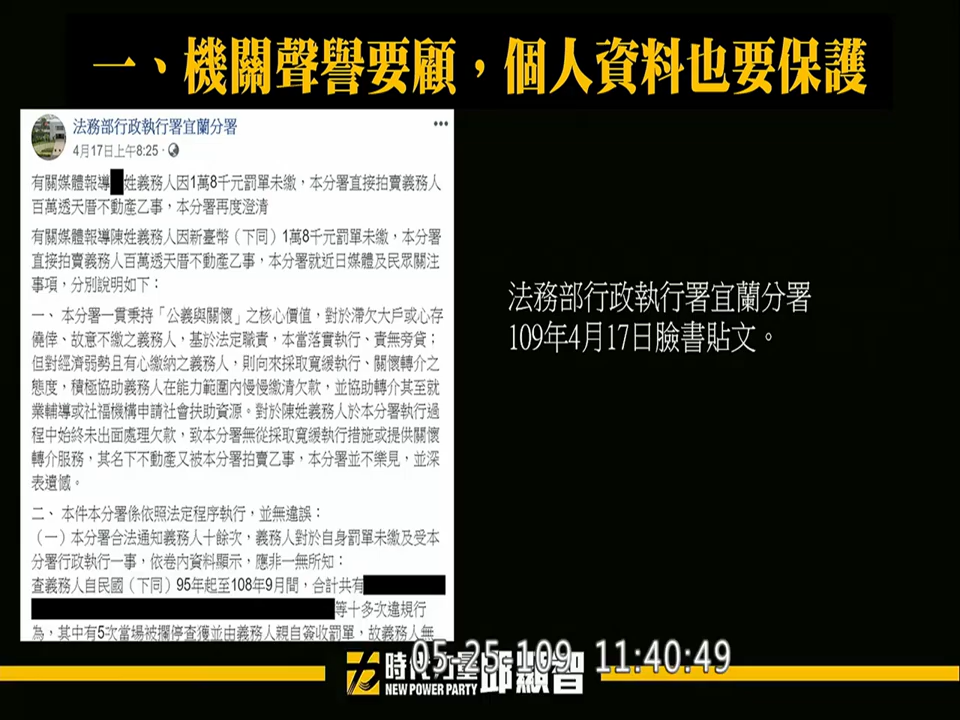 一、機關聲譽要顧，個人資料也要保護
法務部行政執行署宜蘭分署
4月17日上午8:25
有關媒體報導 姓義務人因1萬8千元罰單未繳，本分署直接拍賣義務人
百萬透天厝不動產乙事，本分署再度澄清
有關媒體報導陳姓義務人因新臺幣（下同）1萬8千元罰單未繳，本分署
直接拍賣義務人百萬透天厝不動產乙事，本分署就近日媒體及民眾關注
事項，分別說明如下：
一、 本分署一貫秉持「公義與關懷」之核心價值，對於滯欠大戶或心存
僥倖、故意不繳之義務人，基於法定職責，本當落實執行、責無旁貸；
但對經濟弱勢且有心繳納之義務人，則向來採取寬緩執行、關懷轉介之
態度，積極協助義務人在能力範圍內慢慢繳清欠款，並協助轉介其至就
業輔導或社福機構申請社會扶助資源。對於陳姓義務人於本分署執行過
程中始終未出面處理欠款，致本分署無從採取寬緩執行措施或提供關懷
轉介服務，其名下不動產又被本分署拍賣乙事，本分署並不樂見，並深
表遺憾。
二、 本件本分署係依照法定程序執行，並無違誤：
（一）本分署合法通知義務人十餘次，義務人對於自身罰單未繳及受本
分署行政執行一事，依卷內資料顯示，應非一無所知：
查義務人自民國（下同）95年起至108年9月間，合計共有
等十多次違規行
為，其中有5次當場被攔停查獲並由義務人親自簽收罰單，故義務人無
法務部行政執行署宜蘭分署
109年4月17日臉書貼文。
時代力量 邱顯智
NEW POWER PARTY
05-25-109 11:40:49